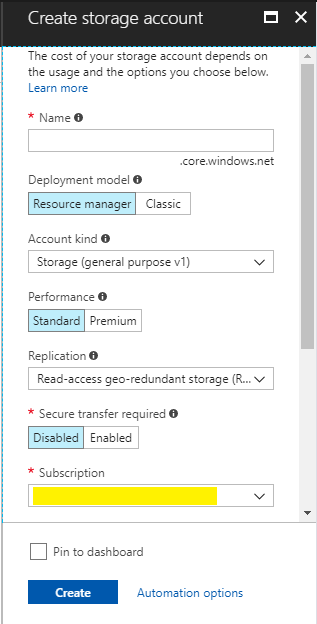 Create storage account
The cost of your storage account depends on
the usage and the options you choose below.
Learn more
* Name
.core.windows.net
Deployment model
Resource manager Classic
Account kind
Storage (general purpose v1)
Performance
Standard Premium
Replication
Read-access geo-redundant storage (R...
* Secure transfer required
Disabled Enabled
* Subscription
Pin to dashboard
Create Automation options